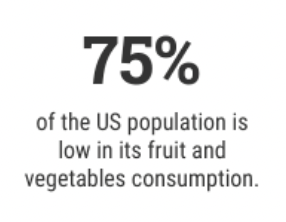 75%
of the US population is
low in its fruit and
vegetables consumption.